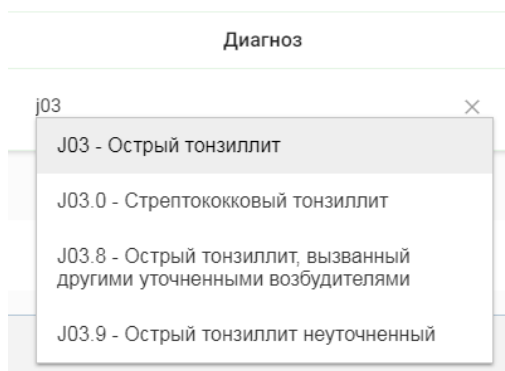 Диагноз
j03
J03 - Острый тонзиллит
J03.0 - Стрептококковый тонзиллит
J03.8 - Острый тонзиллит, вызванный
другими уточненными возбудителями
J03.9 - Острый тонзиллит неуточненный